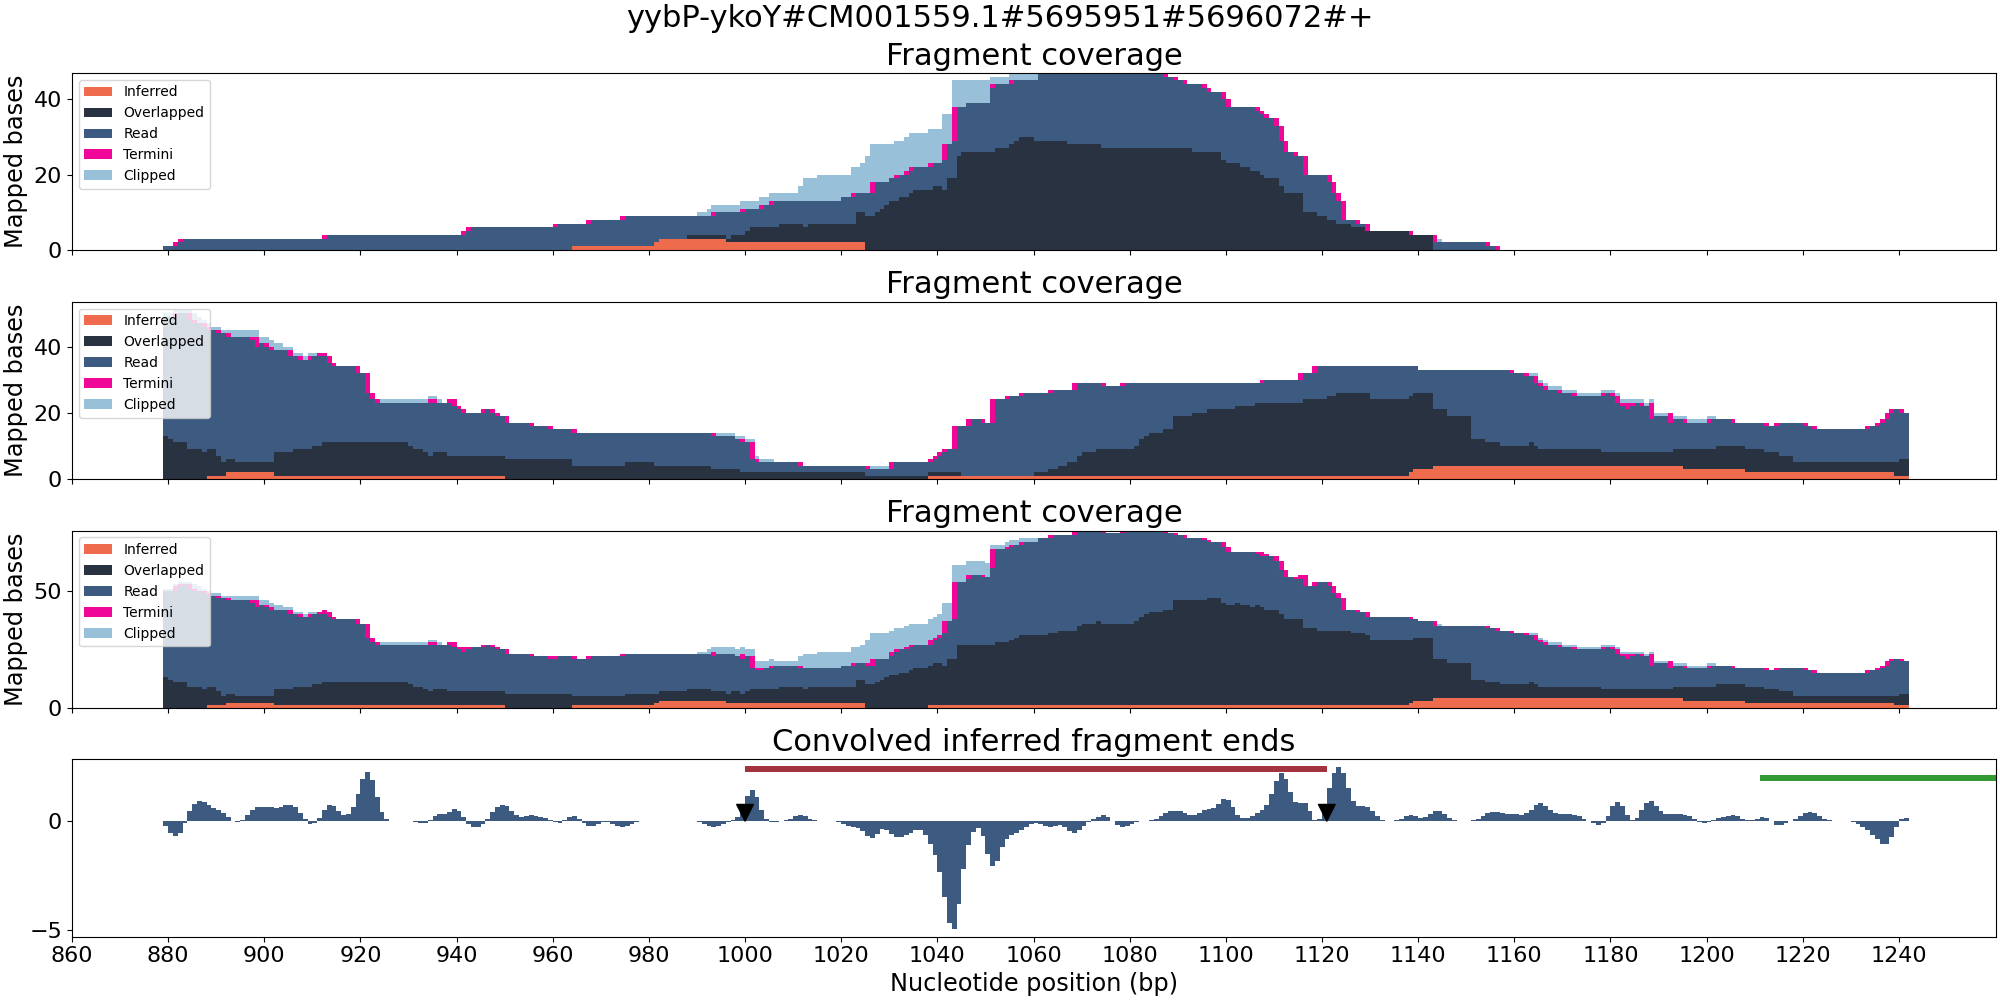 yybP-ykoY#CM001559.1#5695951#5696072#+
Fragment coverage
Mapped bases
40
20
0
Inferred
Overlapped
Read
Termini
Clipped
Fragment coverage
Mapped bases
40
20
0
Inferred
Overlapped
Read
Termini
Clipped
Fragment coverage
Mapped bases
50
0
Inferred
Overlapped
Read
Termini
Clipped
Convolved inferred fragment ends
0
−5
860 880 900 920 940 960 980 1000 1020 1040 1060 1080 1100 1120 1140 1160 1180 1200 1220 1240
Nucleotide position (bp)